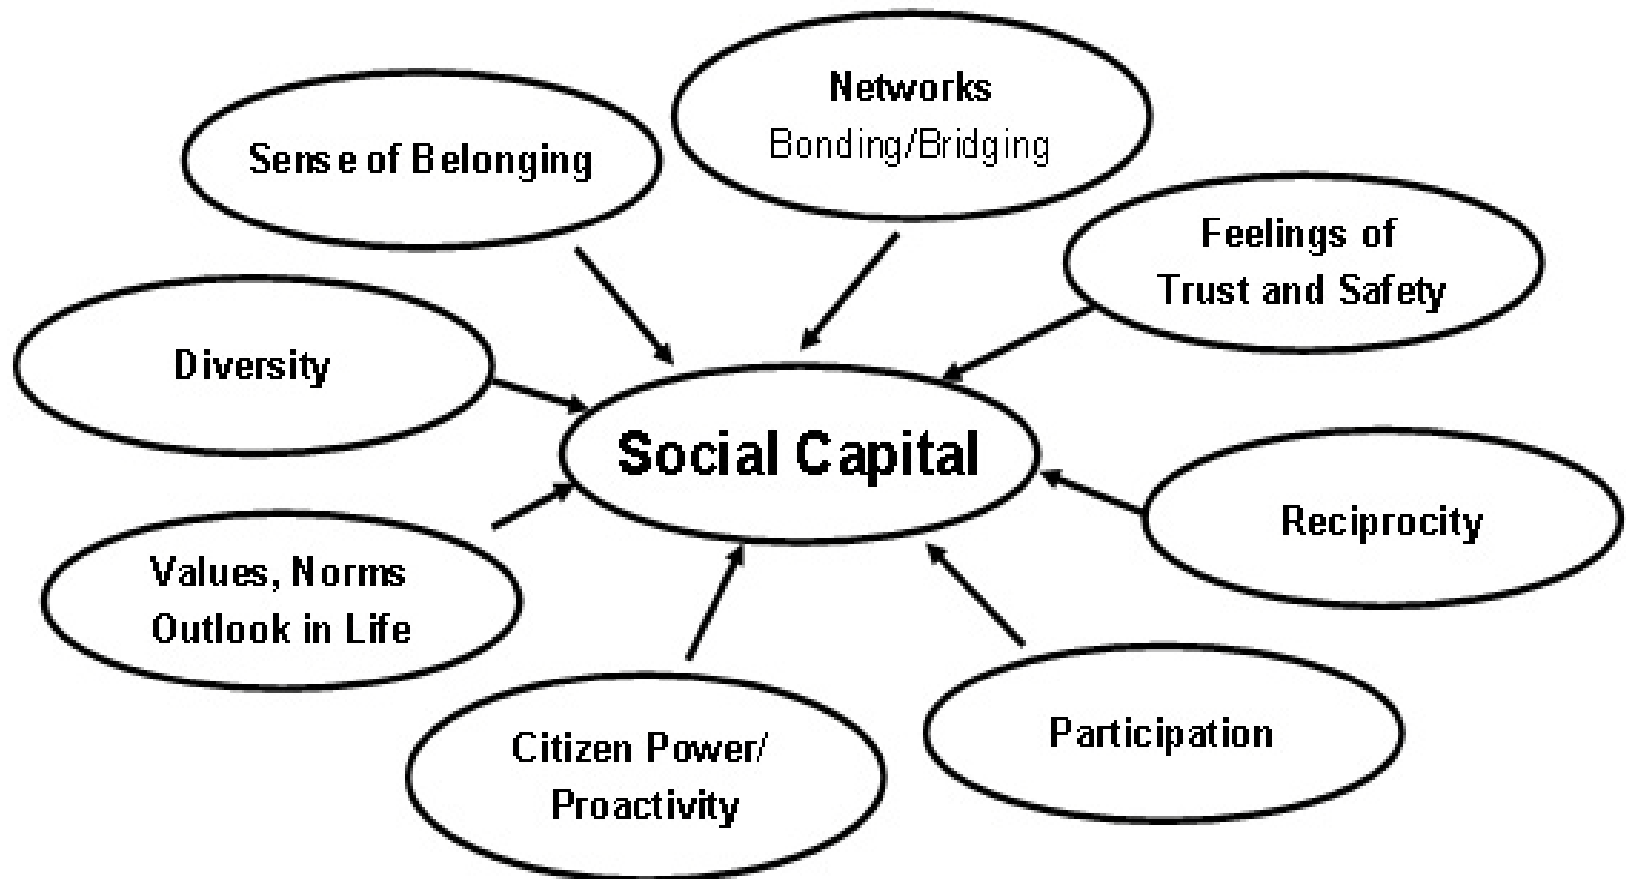 Networks
Bonding/Bridging
Sense of Belonging
Feelings of
Trust and Safety
Diversity
Social Capital
Reciprocity
Values, Norms
Outlook in Life
Participation
Citizen Power/
Proactivity